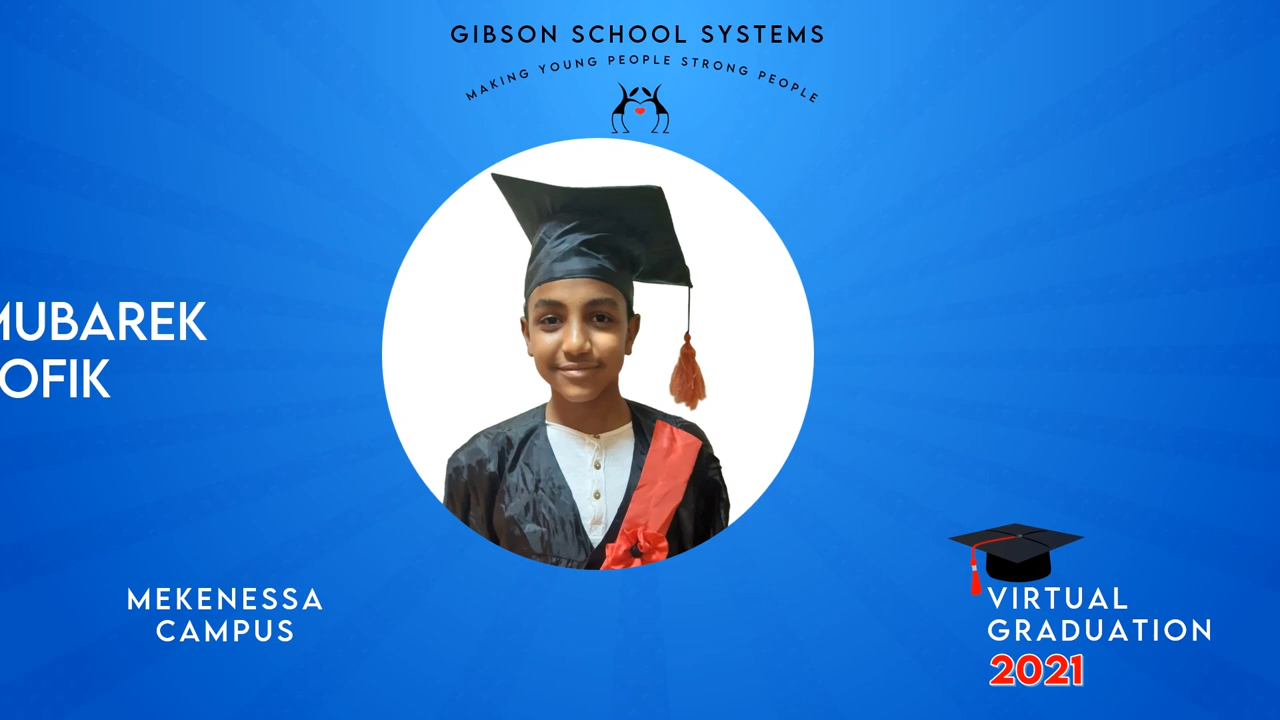 GIBSON SCHOOL SYSTEMS
MAKING YOUNG PEOPLE STRONG PEOPLE
MUBAREK
OFIK
MEKENESSA
CAMPUS
VIRTUAL
GRADUATION
2021